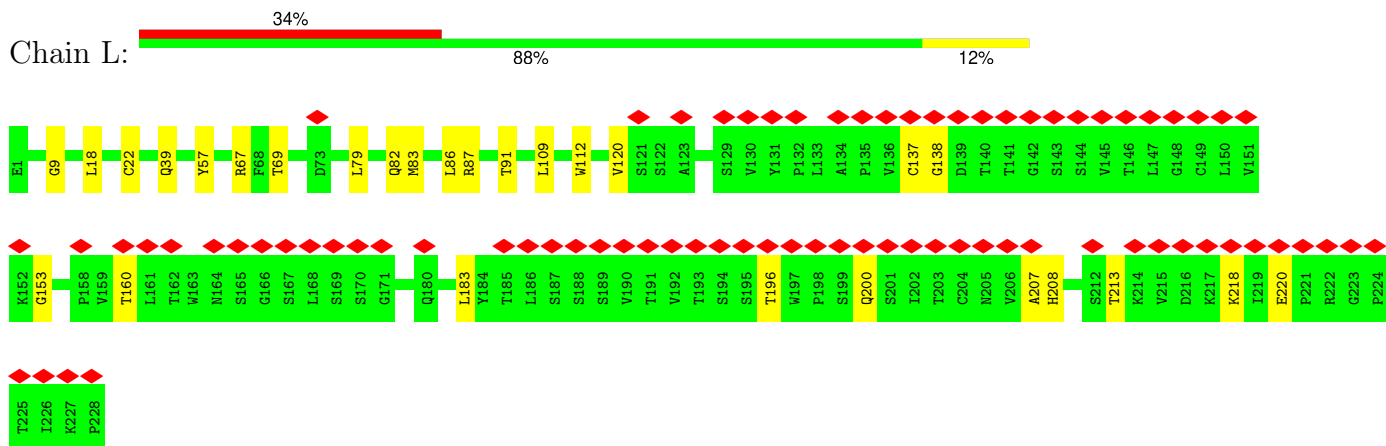 34%
Chain L:
88% 12%
E1 G9 L18 C22 Q39 Y57 R67 F68 T69 D73 L79 Q82 M83 L86 R87 T91 L109 W112 V120 S121 S122 A123 S129 V130 Y131 P132 L133 A134 P135 V136 C137 G138 D139 T140 T141 G142 S143 S144 V145 T146 L147 G148 C149 L150 V151
K152 G153 P158 V159 T160 L161 T162 W163 N164 S165 G166 S167 L168 S169 S170 G171 Q180 L183 Y184 T185 L186 S187 S188 S189 V190 T191 V192 T193 S194 S195 T196 W197 P198 S199 Q200 S201 I202 T203 C204 N205 V206 A207 H208 S212 T213 K214 V215 D216 K217 K218 I219 E220 P221 R222 G223 P224
T225 I226 K227 P228